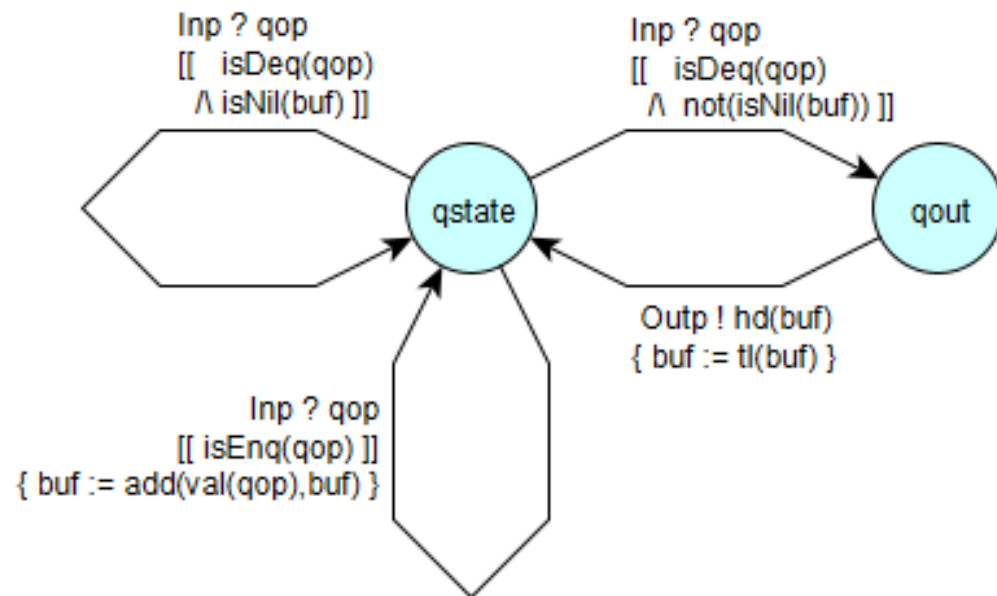 Inp ? qop
[[ isDeq(qop)
/\ isNil(buf) ]]
Inp ? qop
[[ isDeq(qop)
/\ not(isNil(buf)) ]]
qstate
qout
Outp ! hd(buf)
{ buf := tl(buf) }
Inp ? qop
[[ isEnq(qop) ]]
{ buf := add(val(qop),buf) }